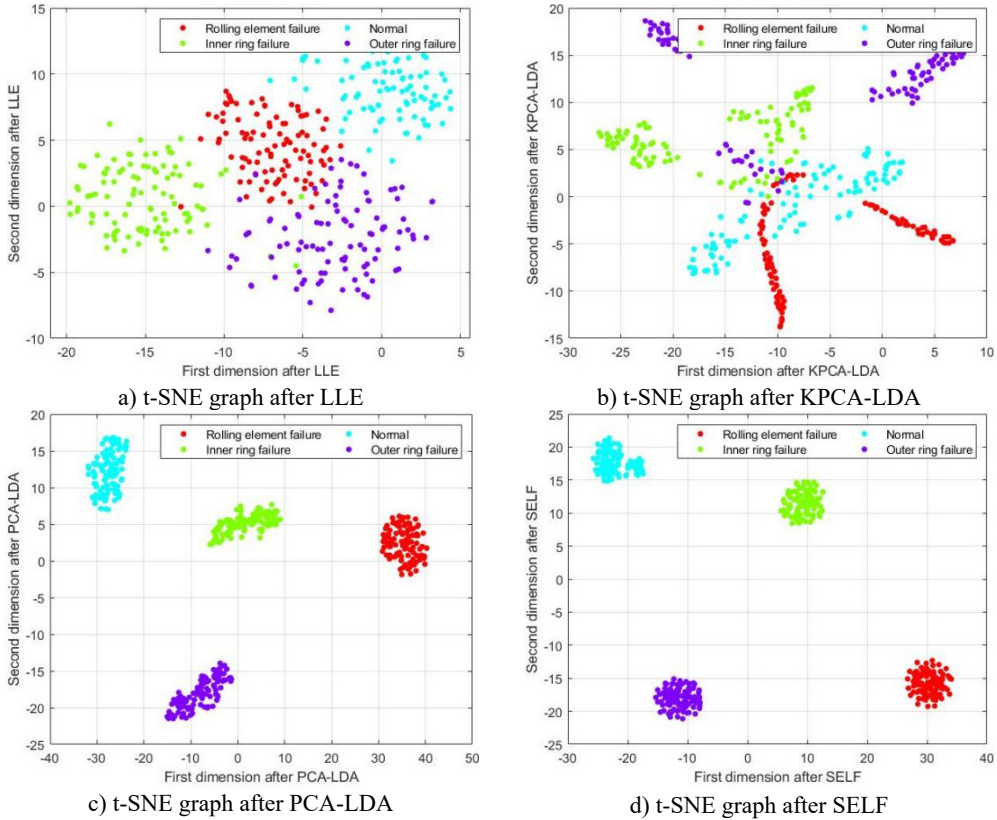 15
10
5
0
-5
-10
-20
-15
-10
-5
0
5
Second dimension after LLE
First dimension after LLE
Rolling element failure
Normal
Inner ring failure
Outer ring failure
a) t-SNE graph after LLE
20
15
10
5
0
-5
-10
-15
-30
-25
-20
-15
-10
-5
0
5
10
Second dimension after KPCA-LDA
First dimension after KPCA-LDA
Rolling element failure
Normal
Inner ring failure
Outer ring failure
b) t-SNE graph after KPCA-LDA
20
15
10
5
0
-5
-10
-15
-20
-25
-40
-30
-20
-10
0
10
20
30
40
50
Second dimension after PCA-LDA
First dimension after PCA-LDA
Rolling element failure
Normal
Inner ring failure
Outer ring failure
c) t-SNE graph after PCA-LDA
25
20
15
10
5
0
-5
-10
-15
-20
-25
-30
-20
-10
0
10
20
30
40
Second dimension after SELF
First dimension after SELF
Rolling element failure
Normal
Inner ring failure
Outer ring failure
d) t-SNE graph after SELF